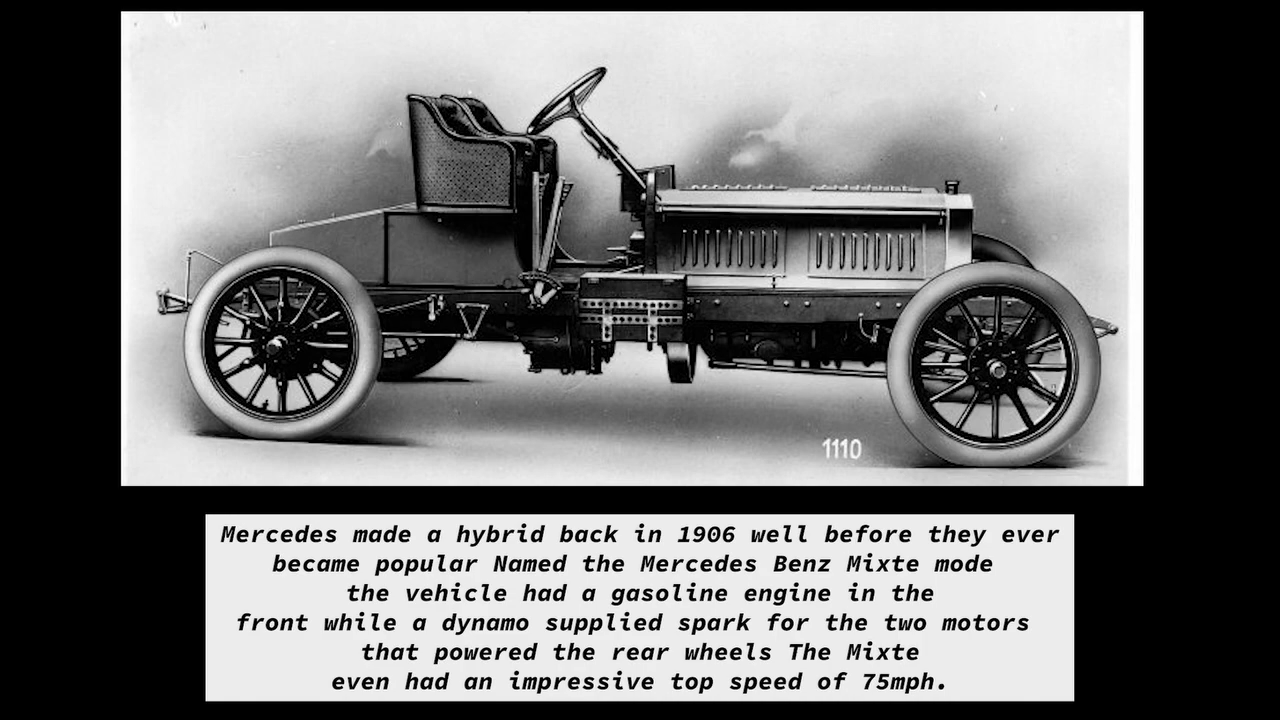 1110
Mercedes made a hybrid back in 1906 well before they ever
became popular Named the Mercedes Benz Mixte mode
the vehicle had a gasoline engine in the
front while a dynamo supplied spark for the two motors
that powered the rear wheels The Mixte
even had an impressive top speed of 75mph.